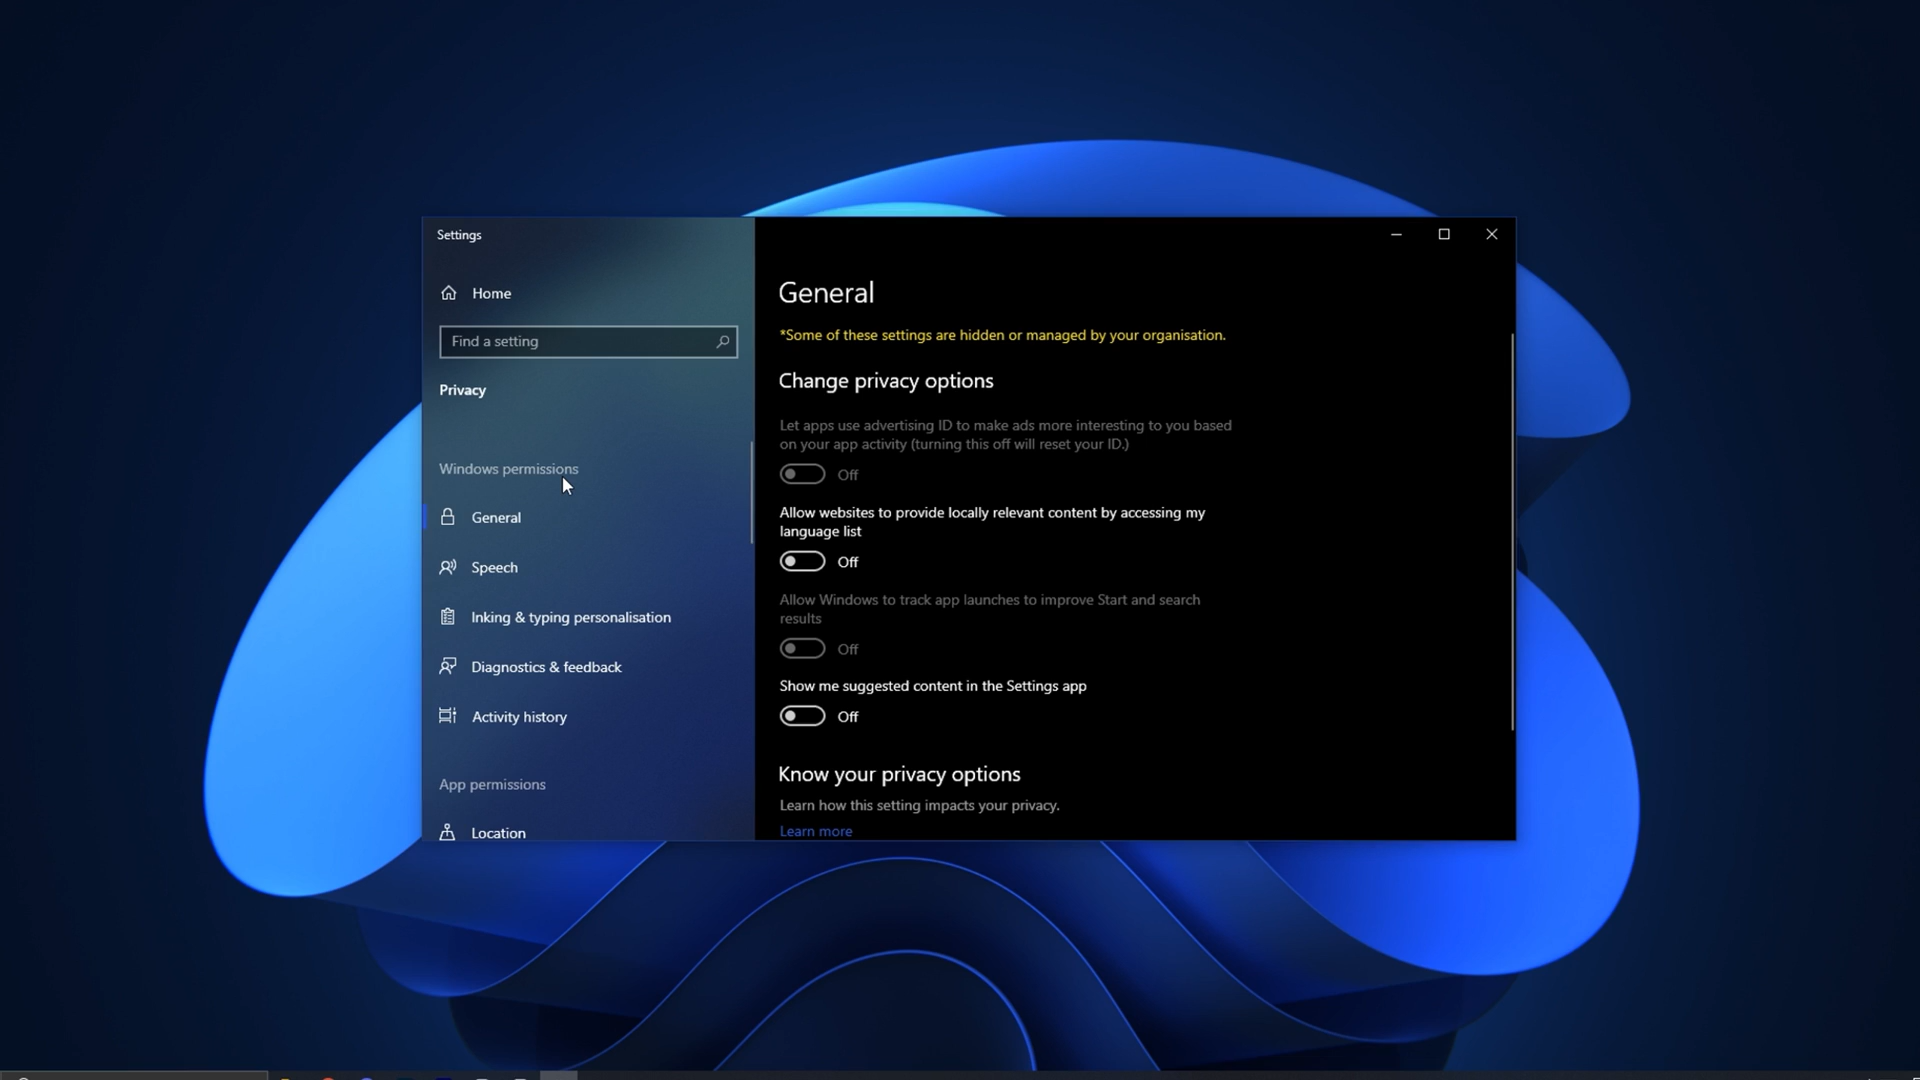 Settings
Home
Find a setting
Privacy
Windows permissions
General
Speech
Inking & typing personalisation
Diagnostics & feedback
Activity history
App permissions
Location
General
*Some of these settings are hidden or managed by your organisation.
Change privacy options
Let apps use advertising ID to make ads more interesting to you based
on your app activity (turning this off will reset your ID.)
Off
Allow websites to provide locally relevant content by accessing my
language list
Off
Allow Windows to track app launches to improve Start and search
results
Off
Show me suggested content in the Settings app
Off
Know your privacy options
Learn how this setting impacts your privacy.
Learn more